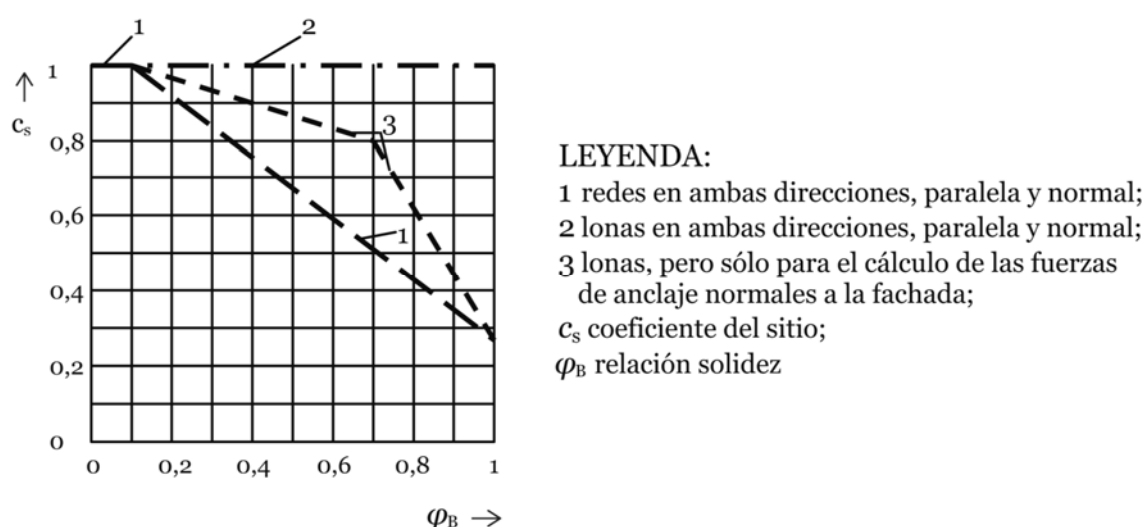 1
2
1
↑
cₛ
0,8
3
0,6
1
0,4
0,2
0
0 0,2 0,4 0,6 0,8 1
φ_B →
LEYENDA:
1 redes en ambas direcciones, paralela y normal;
2 lonas en ambas direcciones, paralela y normal;
3 lonas, pero sólo para el cálculo de las fuerzas
de anclaje normales a la fachada;
cₛ coeficiente del sitio;
φ_B relación solidez